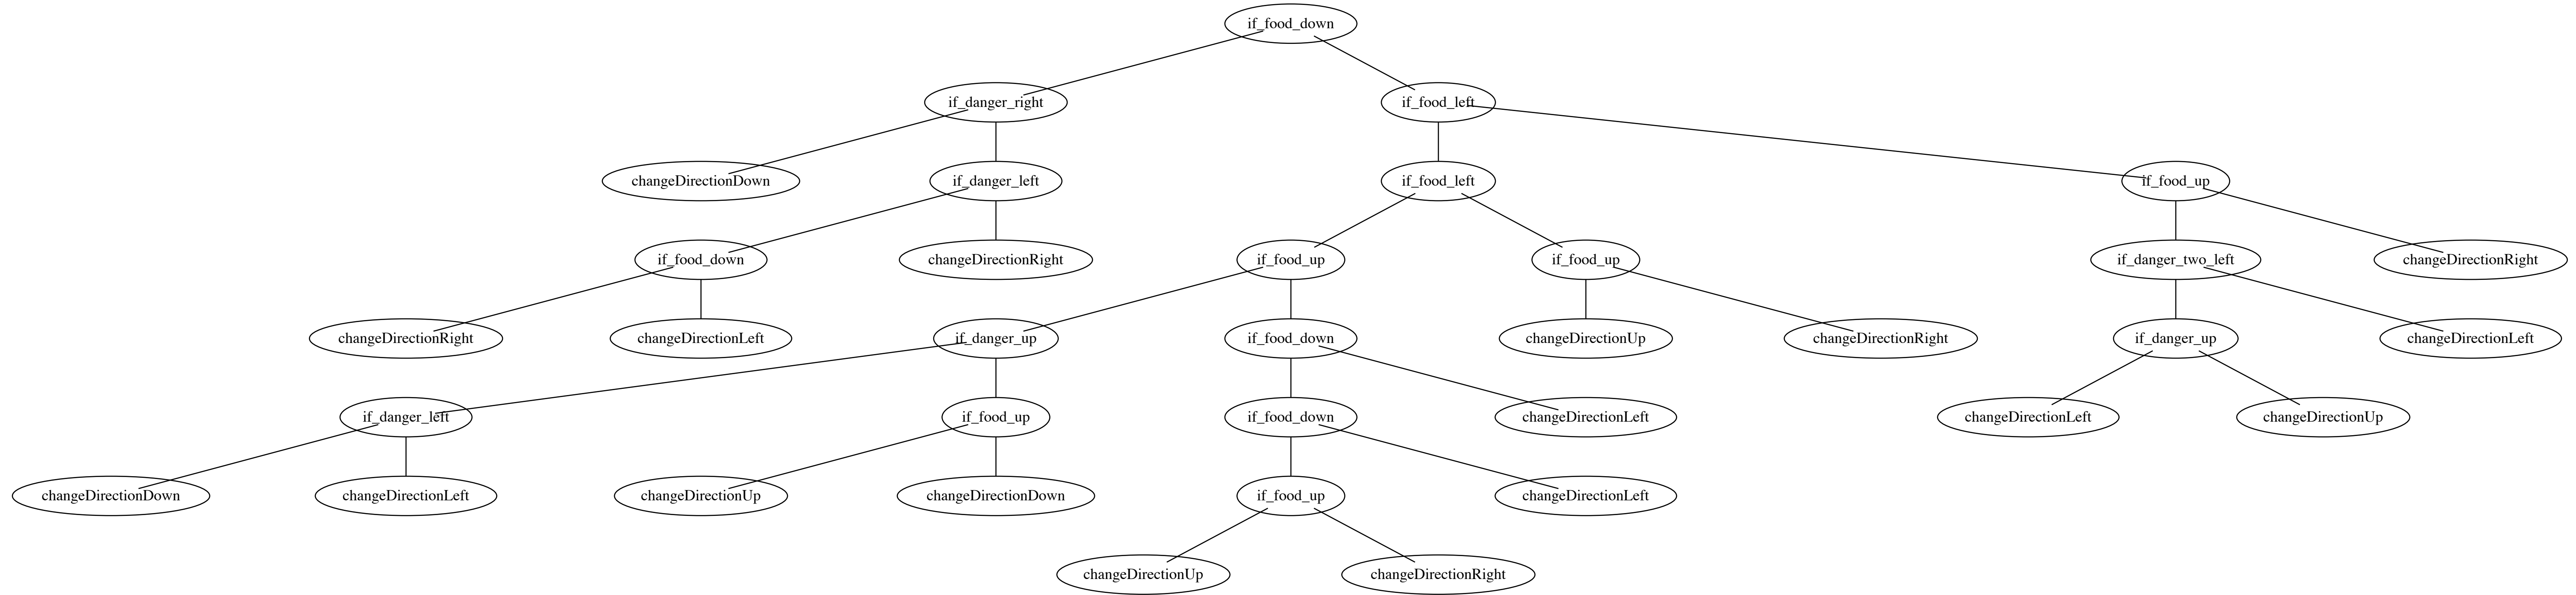 if_food_down
if_danger_right
if_food_left
changeDirectionDown
if_danger_left
if_food_left
if_food_up
if_food_down
changeDirectionRight
if_food_up
if_food_up
if_danger_two_left
changeDirectionRight
changeDirectionRight
changeDirectionLeft
if_danger_up
if_food_down
changeDirectionUp
changeDirectionRight
if_danger_up
changeDirectionLeft
if_danger_left
if_food_up
if_food_down
changeDirectionLeft
changeDirectionLeft
changeDirectionUp
changeDirectionDown
changeDirectionLeft
changeDirectionUp
changeDirectionDown
if_food_up
changeDirectionLeft
changeDirectionUp
changeDirectionRight